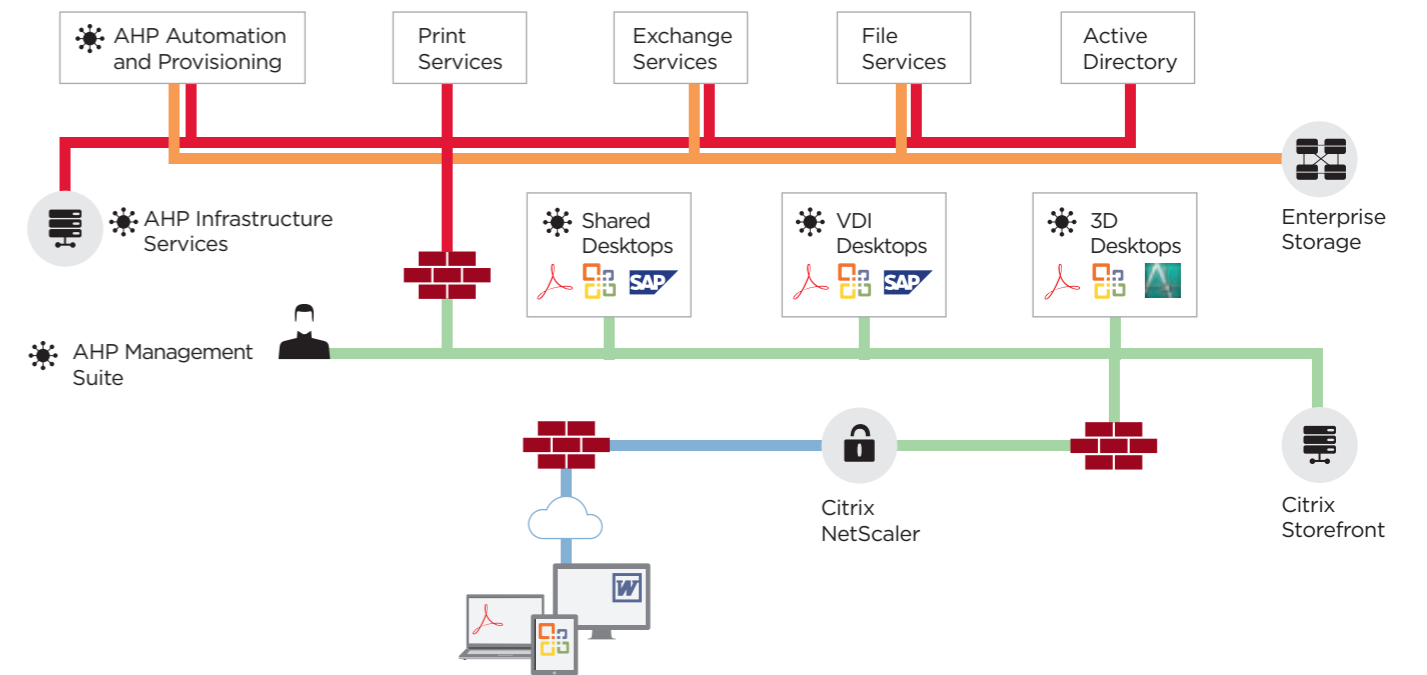 AHP Automation
and Provisioning
Print
Services
Exchange
Services
File
Services
Active
Directory
AHP Infrastructure
Services
Shared
Desktops
SAP
VDI
Desktops
SAP
3D
Desktops
Enterprise
Storage
AHP Management
Suite
Citrix
NetScaler
Citrix
Storefront
W